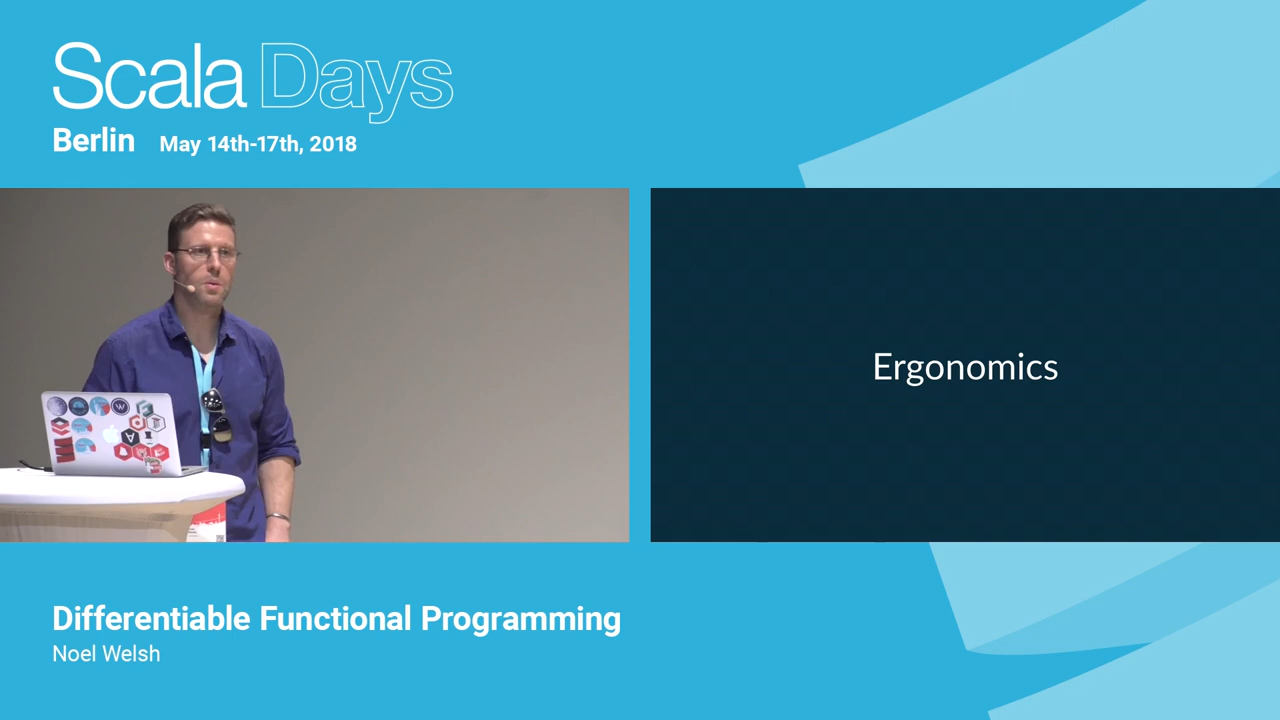 Scala Days
Berlin May 14th-17th, 2018
Ergonomics
Differentiable Functional Programming
Noel Welsh